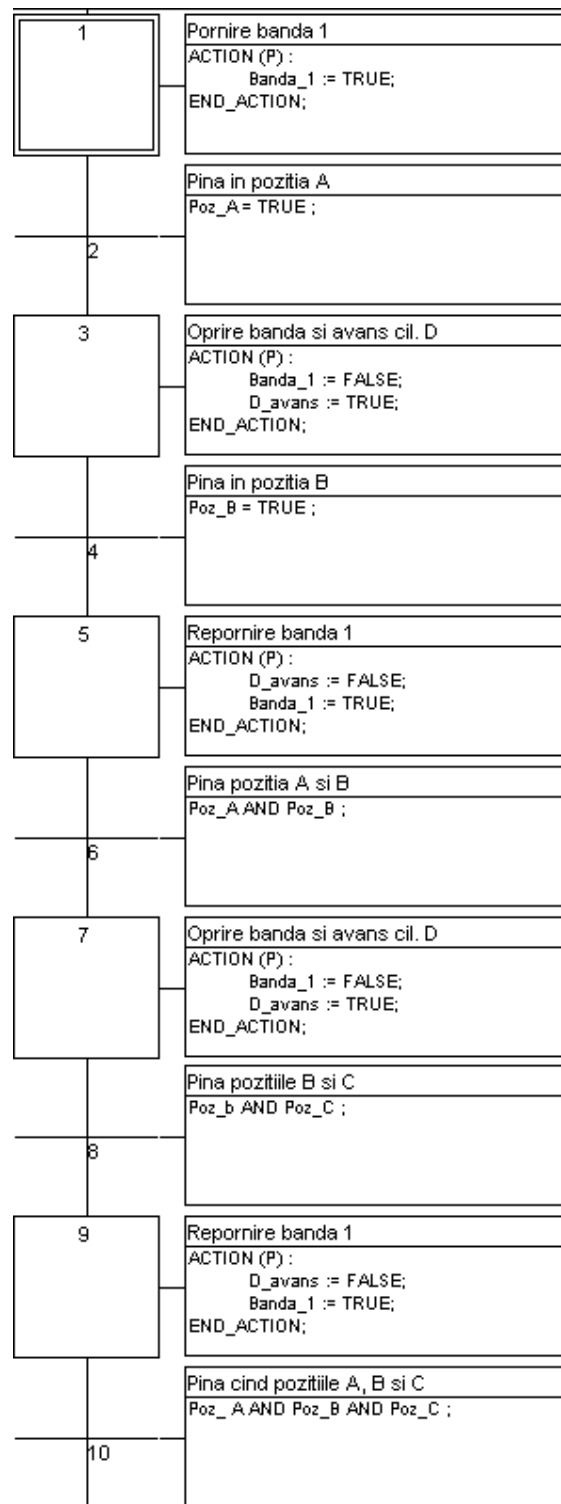 1
Pornire banda 1
ACTION (P) :
Banda_1 := TRUE;
END_ACTION;
Pina in pozitia A
Poz_A = TRUE ;
2
3
Oprire banda si avans cil. D
ACTION (P) :
Banda_1 := FALSE;
D_avans := TRUE;
END_ACTION;
Pina in pozitia B
Poz_B = TRUE ;
4
5
Repornire banda 1
ACTION (P) :
D_avans := FALSE;
Banda_1 := TRUE;
END_ACTION;
Pina pozitia A si B
Poz_A AND Poz_B ;
6
7
Oprire banda si avans cil. D
ACTION (P) :
Banda_1 := FALSE;
D_avans := TRUE;
END_ACTION;
Pina pozitiile B si C
Poz_b AND Poz_C ;
8
9
Repornire banda 1
ACTION (P) :
D_avans := FALSE;
Banda_1 := TRUE;
END_ACTION;
Pina cind pozitiile A, B si C
Poz_ A AND Poz_B AND Poz_C ;
10